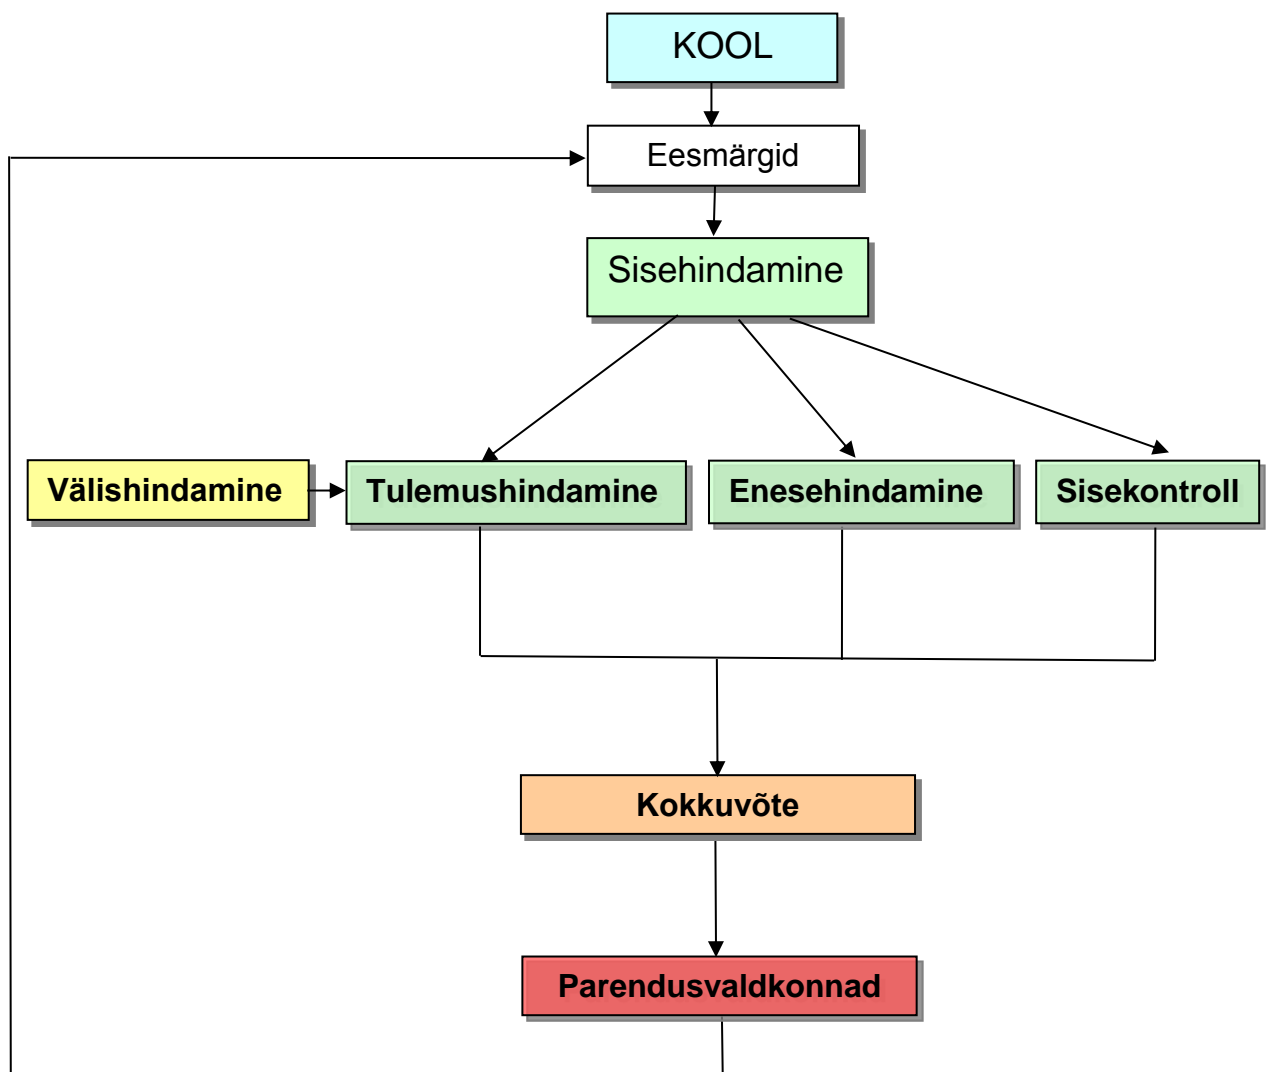 KOOL
Eesmärgid
Sisehindamine
Välishindamine
Tulemushindamine
Enesehindamine
Sisekontroll
Kokkuvõte
Parendusvaldkonnad